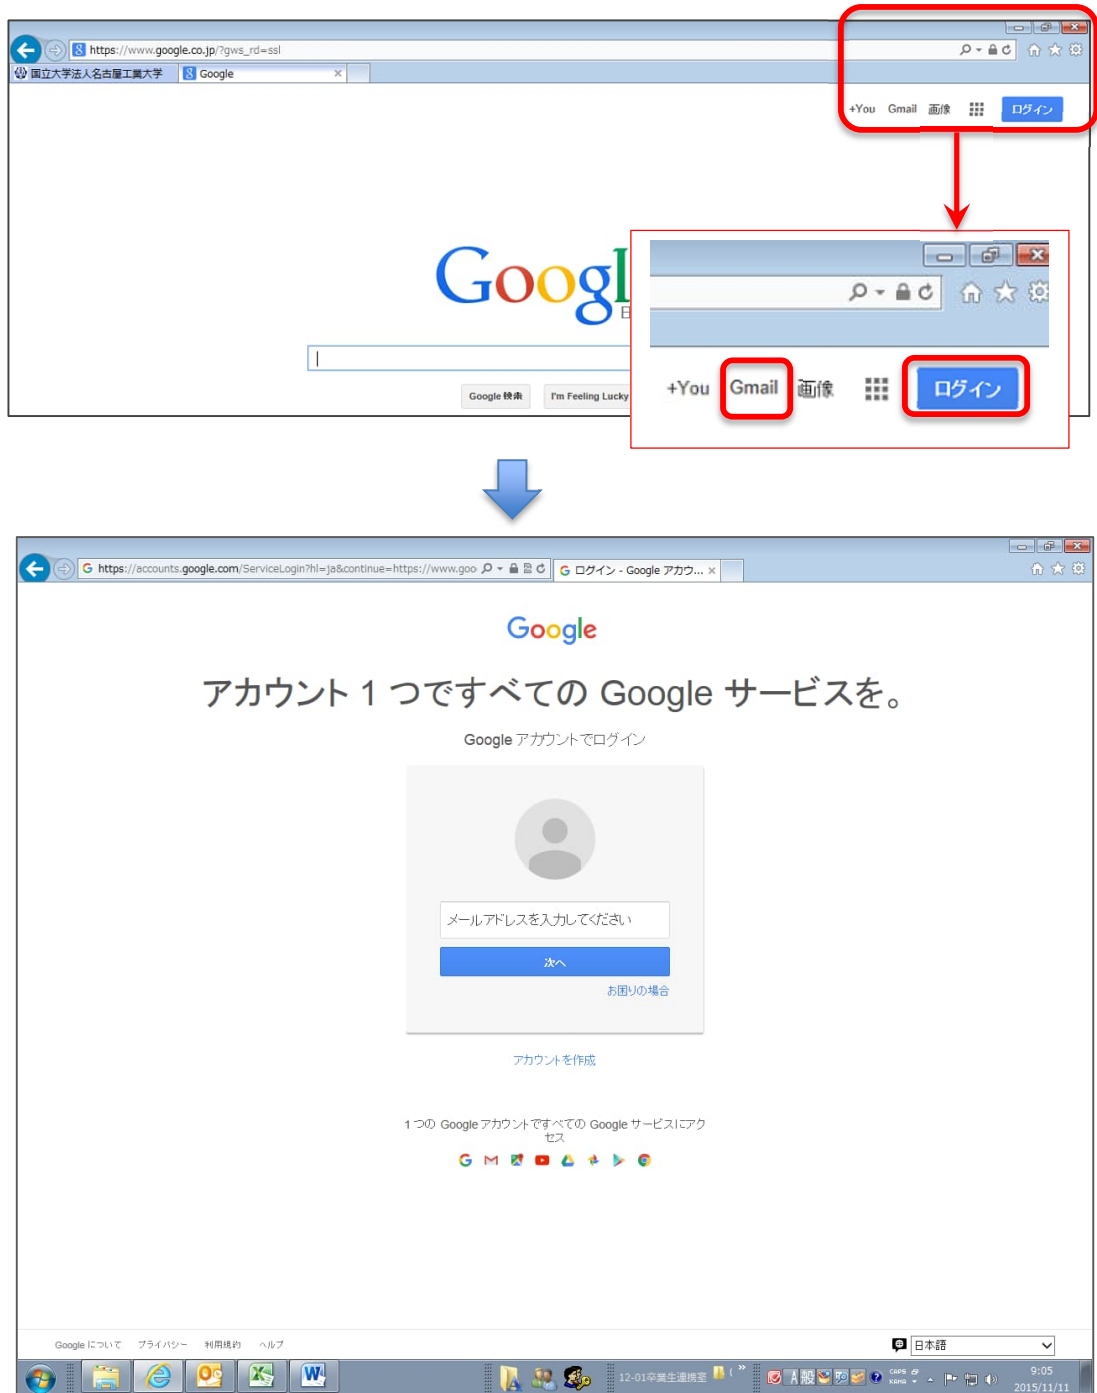 https://www.google.co.jp/?gws_rd=ssl
国立大学法人名古屋工業大学
Google
+You Gmail 画像 ログイン
Googl
Google 検索 I'm Feeling Lucky
+You Gmail 画像 ログイン
https://accounts.google.com/ServiceLogin?hl=ja&continue=https://www.goo
ログイン - Google アカウ...
Google
アカウント 1 つですべての Google サービスを。
Google アカウントでログイン
メールアドレスを入力してください
次へ
お困りの場合
アカウントを作成
1 つの Google アカウントですべての Google サービスにアク
セス
Google について プライバシー 利用規約 ヘルプ
日本語
12-01卒業生連携室
A 般
CAPS
KANA
9:05
2015/11/11